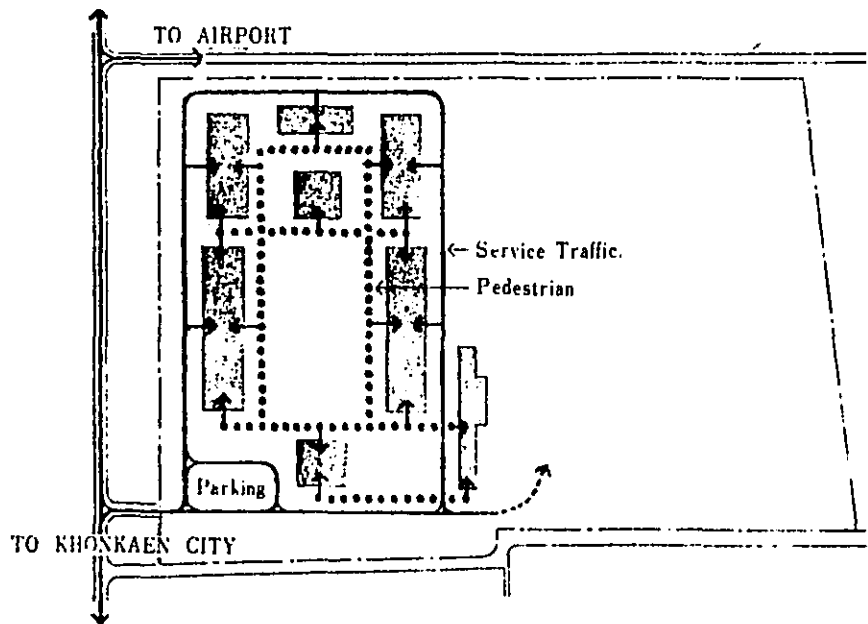 TO AIRPORT
Service Traffic.
Pedestrian
Parking
TO KHONKAEN CITY